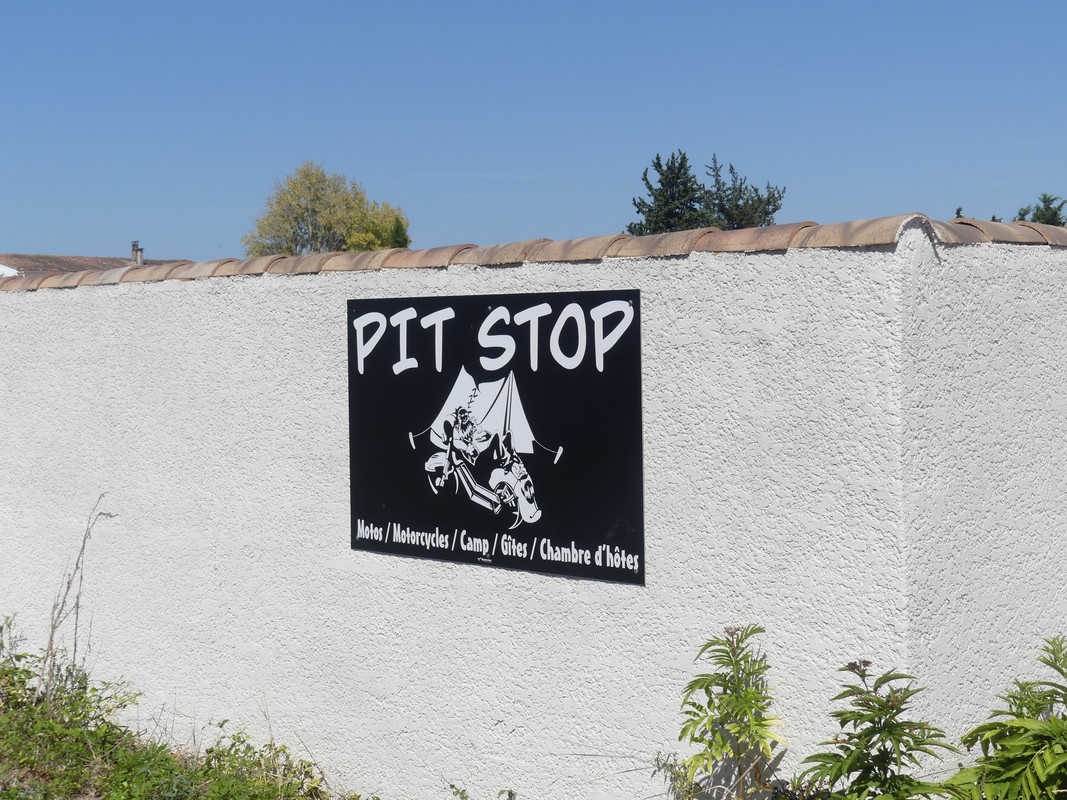 PIT STOP
Motos / Motorcycles / Camp / Gîtes / Chambre d'hôtes